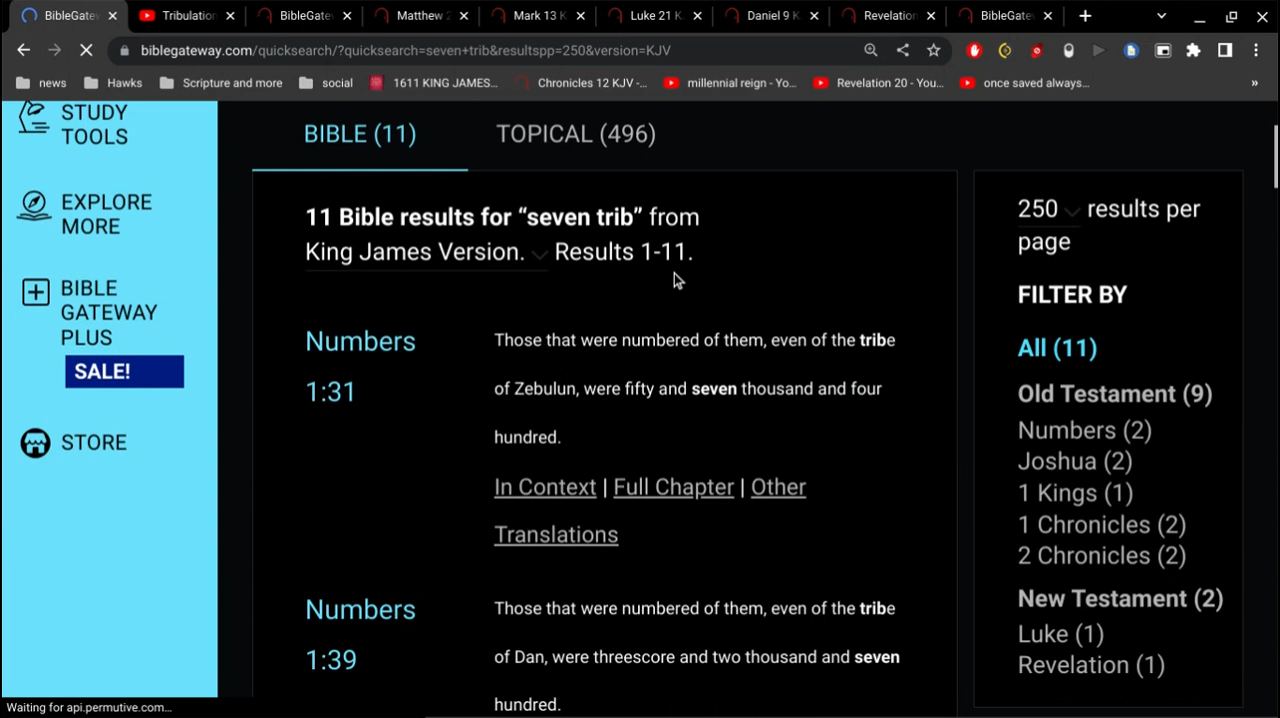 BibleGatew
Tribulation
BibleGatew
Matthew 2
Mark 13 K
Luke 21 K
Daniel 9 K
Revelation
BibleGatew
biblegateway.com/quicksearch/?quicksearch=seven+trib&resultspp=250&version=KJV
news
Hawks
Scripture and more
social
1611 KING JAMES...
Chronicles 12 KJV -...
millennial reign - Yo...
Revelation 20 - You...
once saved always...
»
STUDY
TOOLS
EXPLORE
MORE
BIBLE
GATEWAY
PLUS
SALE!
STORE
BIBLE (11)
TOPICAL (496)
11 Bible results for “seven trib” from
King James Version. Results 1-11.
Numbers
1:31
Those that were numbered of them, even of the tribe
of Zebulun, were fifty and seven thousand and four
hundred.
In Context | Full Chapter | Other
Translations
Numbers
1:39
Those that were numbered of them, even of the tribe
of Dan, were threescore and two thousand and seven
hundred.
250 results per
page
FILTER BY
All (11)
Old Testament (9)
Numbers (2)
Joshua (2)
1 Kings (1)
1 Chronicles (2)
2 Chronicles (2)
New Testament (2)
Luke (1)
Revelation (1)
Waiting for api.permutive.com...